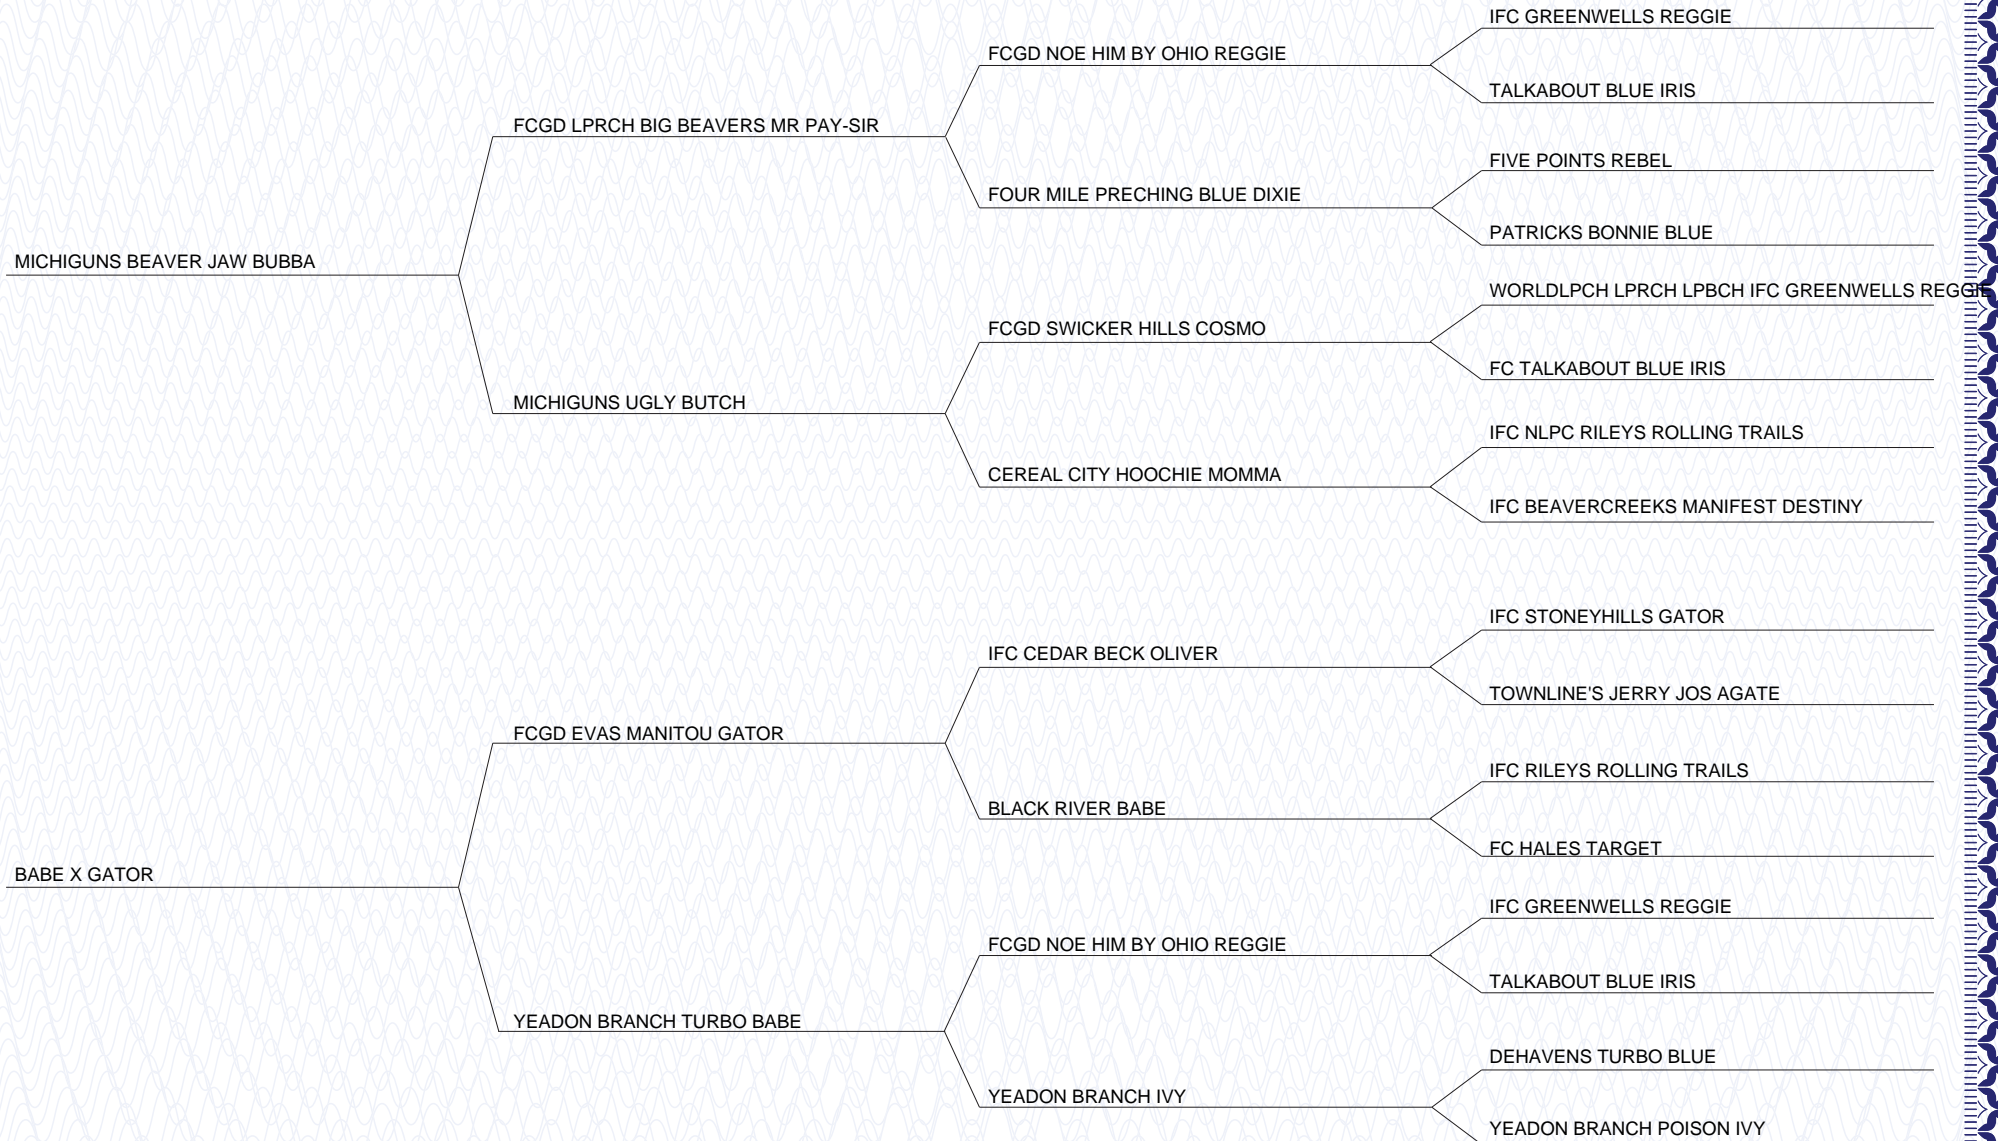 IFC GREENWELLS REGGIE
FCGD NOE HIM BY OHIO REGGIE
TALKABOUT BLUE IRIS
FCGD LPRCH BIG BEAVERS MR PAY-SIR
FIVE POINTS REBEL
FOUR MILE PRECHING BLUE DIXIE
PATRICKS BONNIE BLUE
MICHIGUNS BEAVER JAW BUBBA
WORLDLPCH LPRCH LPBCH IFC GREENWELLS REGGIE
FCGD SWICKER HILLS COSMO
FC TALKABOUT BLUE IRIS
MICHIGUNS UGLY BUTCH
IFC NLPC RILEYS ROLLING TRAILS
CEREAL CITY HOOCHIE MOMMA
IFC BEAVERCREEKS MANIFEST DESTINY
IFC STONEYHILLS GATOR
IFC CEDAR BECK OLIVER
TOWNLINE'S JERRY JOS AGATE
FCGD EVAS MANITOU GATOR
IFC RILEYS ROLLING TRAILS
BLACK RIVER BABE
FC HALES TARGET
BABE X GATOR
IFC GREENWELLS REGGIE
FCGD NOE HIM BY OHIO REGGIE
TALKABOUT BLUE IRIS
YEADON BRANCH TURBO BABE
DEHAVENS TURBO BLUE
YEADON BRANCH IVY
YEADON BRANCH POISON IVY